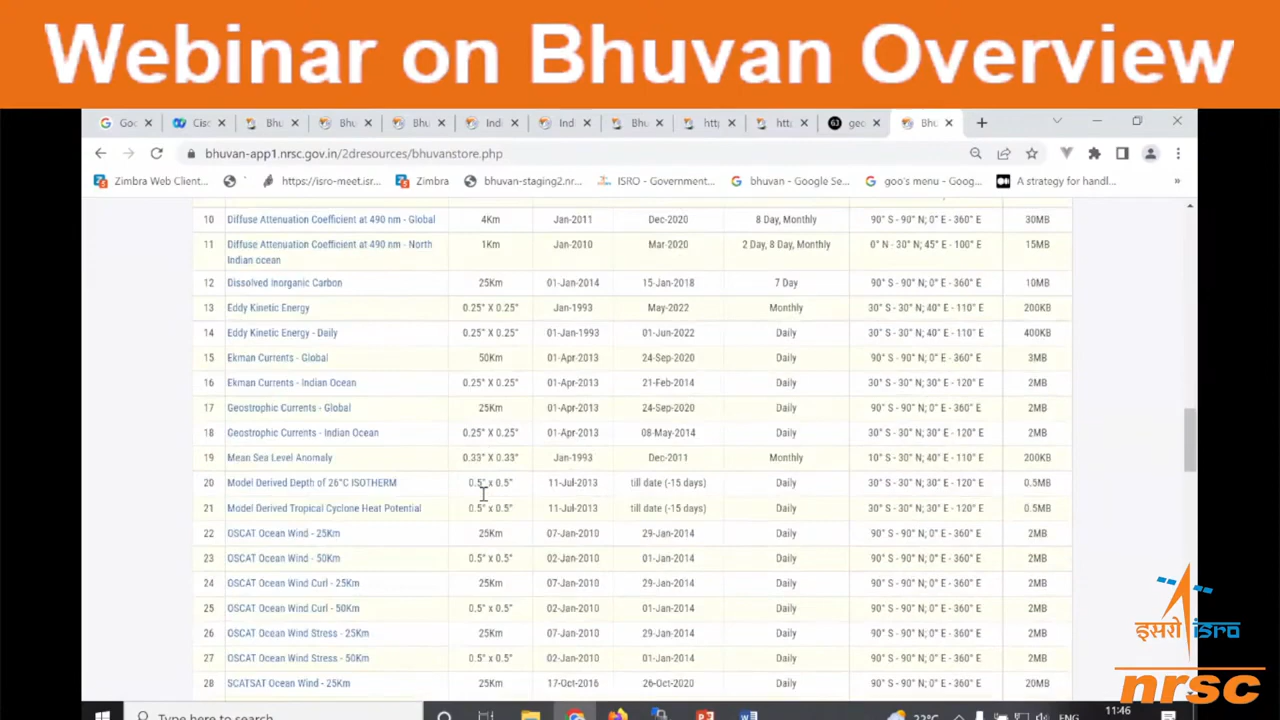 Webinar on Bhuvan Overview
Goo
Cisc
Bhu
Bhu
Bhu
Ind
Ind
Bhu
http
http
geo
Bhu
bhuvan-app1.nrsc.gov.in/2dresources/bhuvanstore.php
Zimbra Web Client...
https://isro-meet.isr...
Zimbra
bhuvan-staging2.nr...
ISRO - Government...
bhuvan - Google Se...
goo's menu - Goog...
A strategy for handl...
»
10 Diffuse Attenuation Coefficient at 490 nm - Global 4Km Jan-2011 Dec-2020 8 Day, Monthly 90° S - 90° N; 0° E - 360° E 30MB
11 Diffuse Attenuation Coefficient at 490 nm - North 1Km Jan-2010 Mar-2020 2 Day, 8 Day, Monthly 0° N - 30° N; 45° E - 100° E 15MB
Indian ocean
12 Dissolved Inorganic Carbon 25Km 01-Jan-2014 15-Jan-2018 7 Day 90° S - 90° N; 0° E - 360° E 10MB
13 Eddy Kinetic Energy 0.25° X 0.25° Jan-1993 May-2022 Monthly 30° S - 30° N; 40° E - 110° E 200KB
14 Eddy Kinetic Energy - Daily 0.25° X 0.25° 01-Jan-1993 01-Jun-2022 Daily 30° S - 30° N; 40° E - 110° E 400KB
15 Ekman Currents - Global 50Km 01-Apr-2013 24-Sep-2020 Daily 90° S - 90° N; 0° E - 360° E 3MB
16 Ekman Currents - Indian Ocean 0.25° X 0.25° 01-Apr-2013 21-Feb-2014 Daily 30° S - 30° N; 30° E - 120° E 2MB
17 Geostrophic Currents - Global 25Km 01-Apr-2013 24-Sep-2020 Daily 90° S - 90° N; 0° E - 360° E 2MB
18 Geostrophic Currents - Indian Ocean 0.25° X 0.25° 01-Apr-2013 08-May-2014 Daily 30° S - 30° N; 30° E - 120° E 2MB
19 Mean Sea Level Anomaly 0.33° X 0.33° Jan-1993 Dec-2011 Monthly 10° S - 30° N; 40° E - 110° E 200KB
20 Model Derived Depth of 26°C ISOTHERM 0.5° x 0.5° 11-Jul-2013 till date (-15 days) Daily 30° S - 30° N; 30° E - 120° E 0.5MB
21 Model Derived Tropical Cyclone Heat Potential 0.5° x 0.5° 11-Jul-2013 till date (-15 days) Daily 30° S - 30° N; 30° E - 120° E 0.5MB
22 OSCAT Ocean Wind - 25Km 25Km 07-Jan-2010 29-Jan-2014 Daily 90° S - 90° N; 0° E - 360° E 2MB
23 OSCAT Ocean Wind - 50Km 0.5° x 0.5° 02-Jan-2010 01-Jan-2014 Daily 90° S - 90° N; 0° E - 360° E 2MB
24 OSCAT Ocean Wind Curl - 25Km 25Km 07-Jan-2010 29-Jan-2014 Daily 90° S - 90° N; 0° E - 360° E 2MB
25 OSCAT Ocean Wind Curl - 50Km 0.5° x 0.5° 02-Jan-2010 01-Jan-2014 Daily 90° S - 90° N; 0° E - 360° E 2MB
26 OSCAT Ocean Wind Stress - 25Km 25Km 07-Jan-2010 29-Jan-2014 Daily 90° S - 90° N; 0° E - 360° E 2MB
27 OSCAT Ocean Wind Stress - 50Km 0.5° x 0.5° 02-Jan-2010 01-Jan-2014 Daily 90° S - 90° N; 0° E - 360° E 2MB
28 SCATSAT Ocean Wind - 25Km 25Km 17-Oct-2016 26-Oct-2020 Daily 90° S - 90° N; 0° E - 360° E 20MB
इसरो isro
nrsc
Type here to search
22°C
ENG
11:46